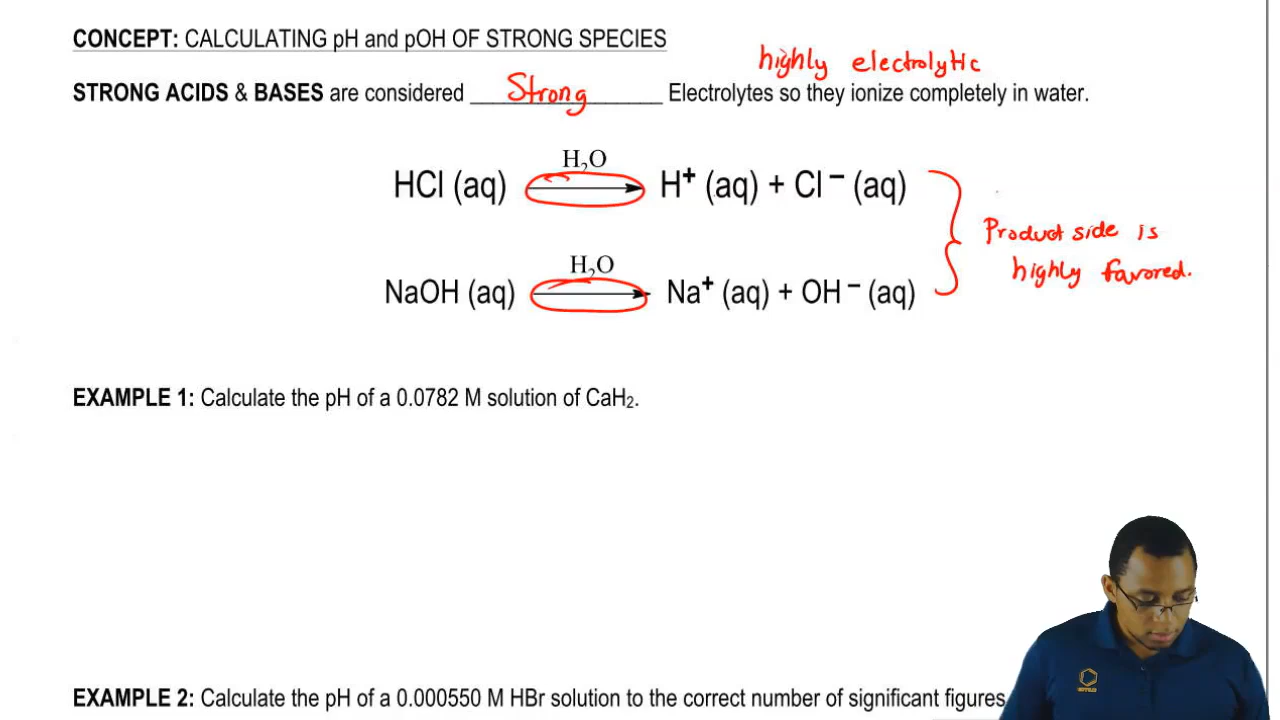 CONCEPT: CALCULATING pH and pOH OF STRONG SPECIES
highly electrolytic
STRONG ACIDS & BASES are considered Strong Electrolytes so they ionize completely in water.
H₂O
HCl (aq) → H⁺ (aq) + Cl⁻ (aq)
Product side is
highly favored.
H₂O
NaOH (aq) → Na⁺ (aq) + OH⁻ (aq)
EXAMPLE 1: Calculate the pH of a 0.0782 M solution of CaH₂.
EXAMPLE 2: Calculate the pH of a 0.000550 M HBr solution to the correct number of significant figures